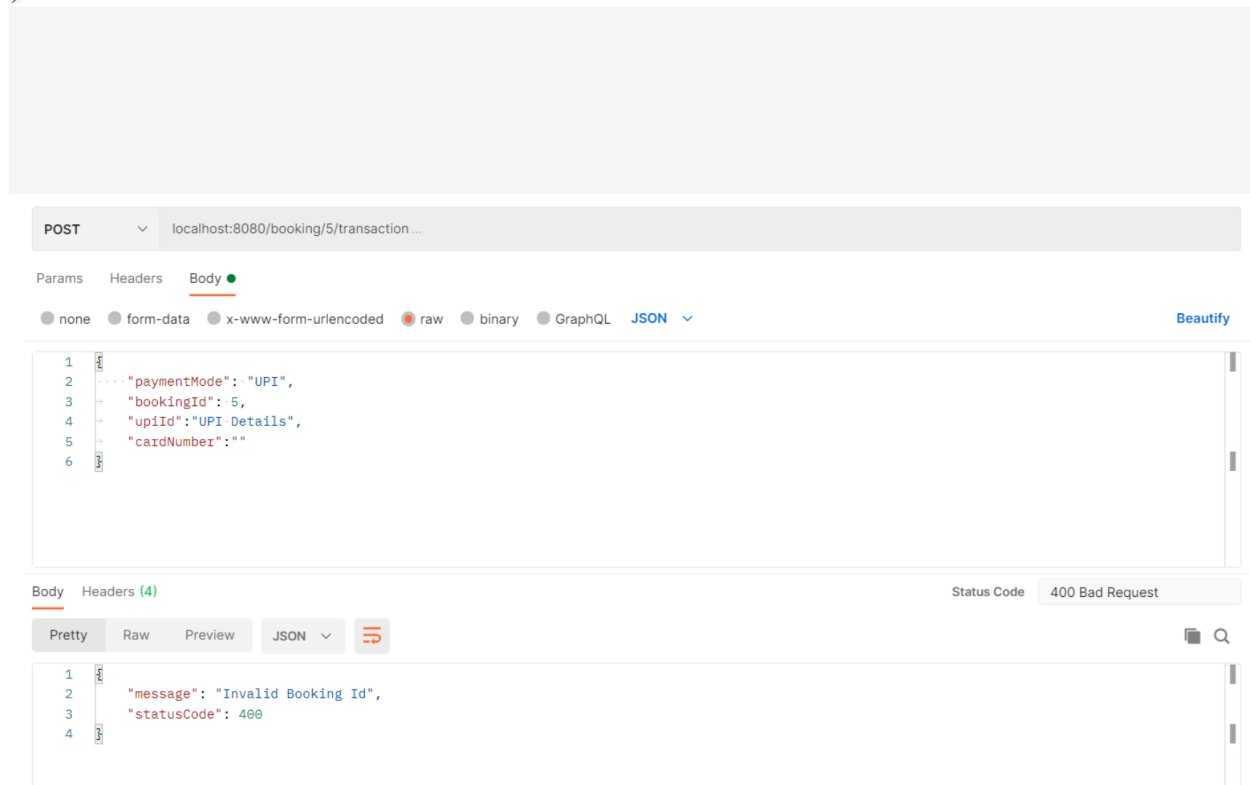 POST localhost:8080/booking/5/transaction ...
Params Headers Body
none form-data x-www-form-urlencoded raw binary GraphQL JSON Beautify
1 {
2 "paymentMode": "UPI",
3 "bookingId": 5,
4 "upiId":"UPI Details",
5 "cardNumber":""
6 }
Body Headers (4) Status Code 400 Bad Request
Pretty Raw Preview JSON
1 {
2 "message": "Invalid Booking Id",
3 "statusCode": 400
4 }